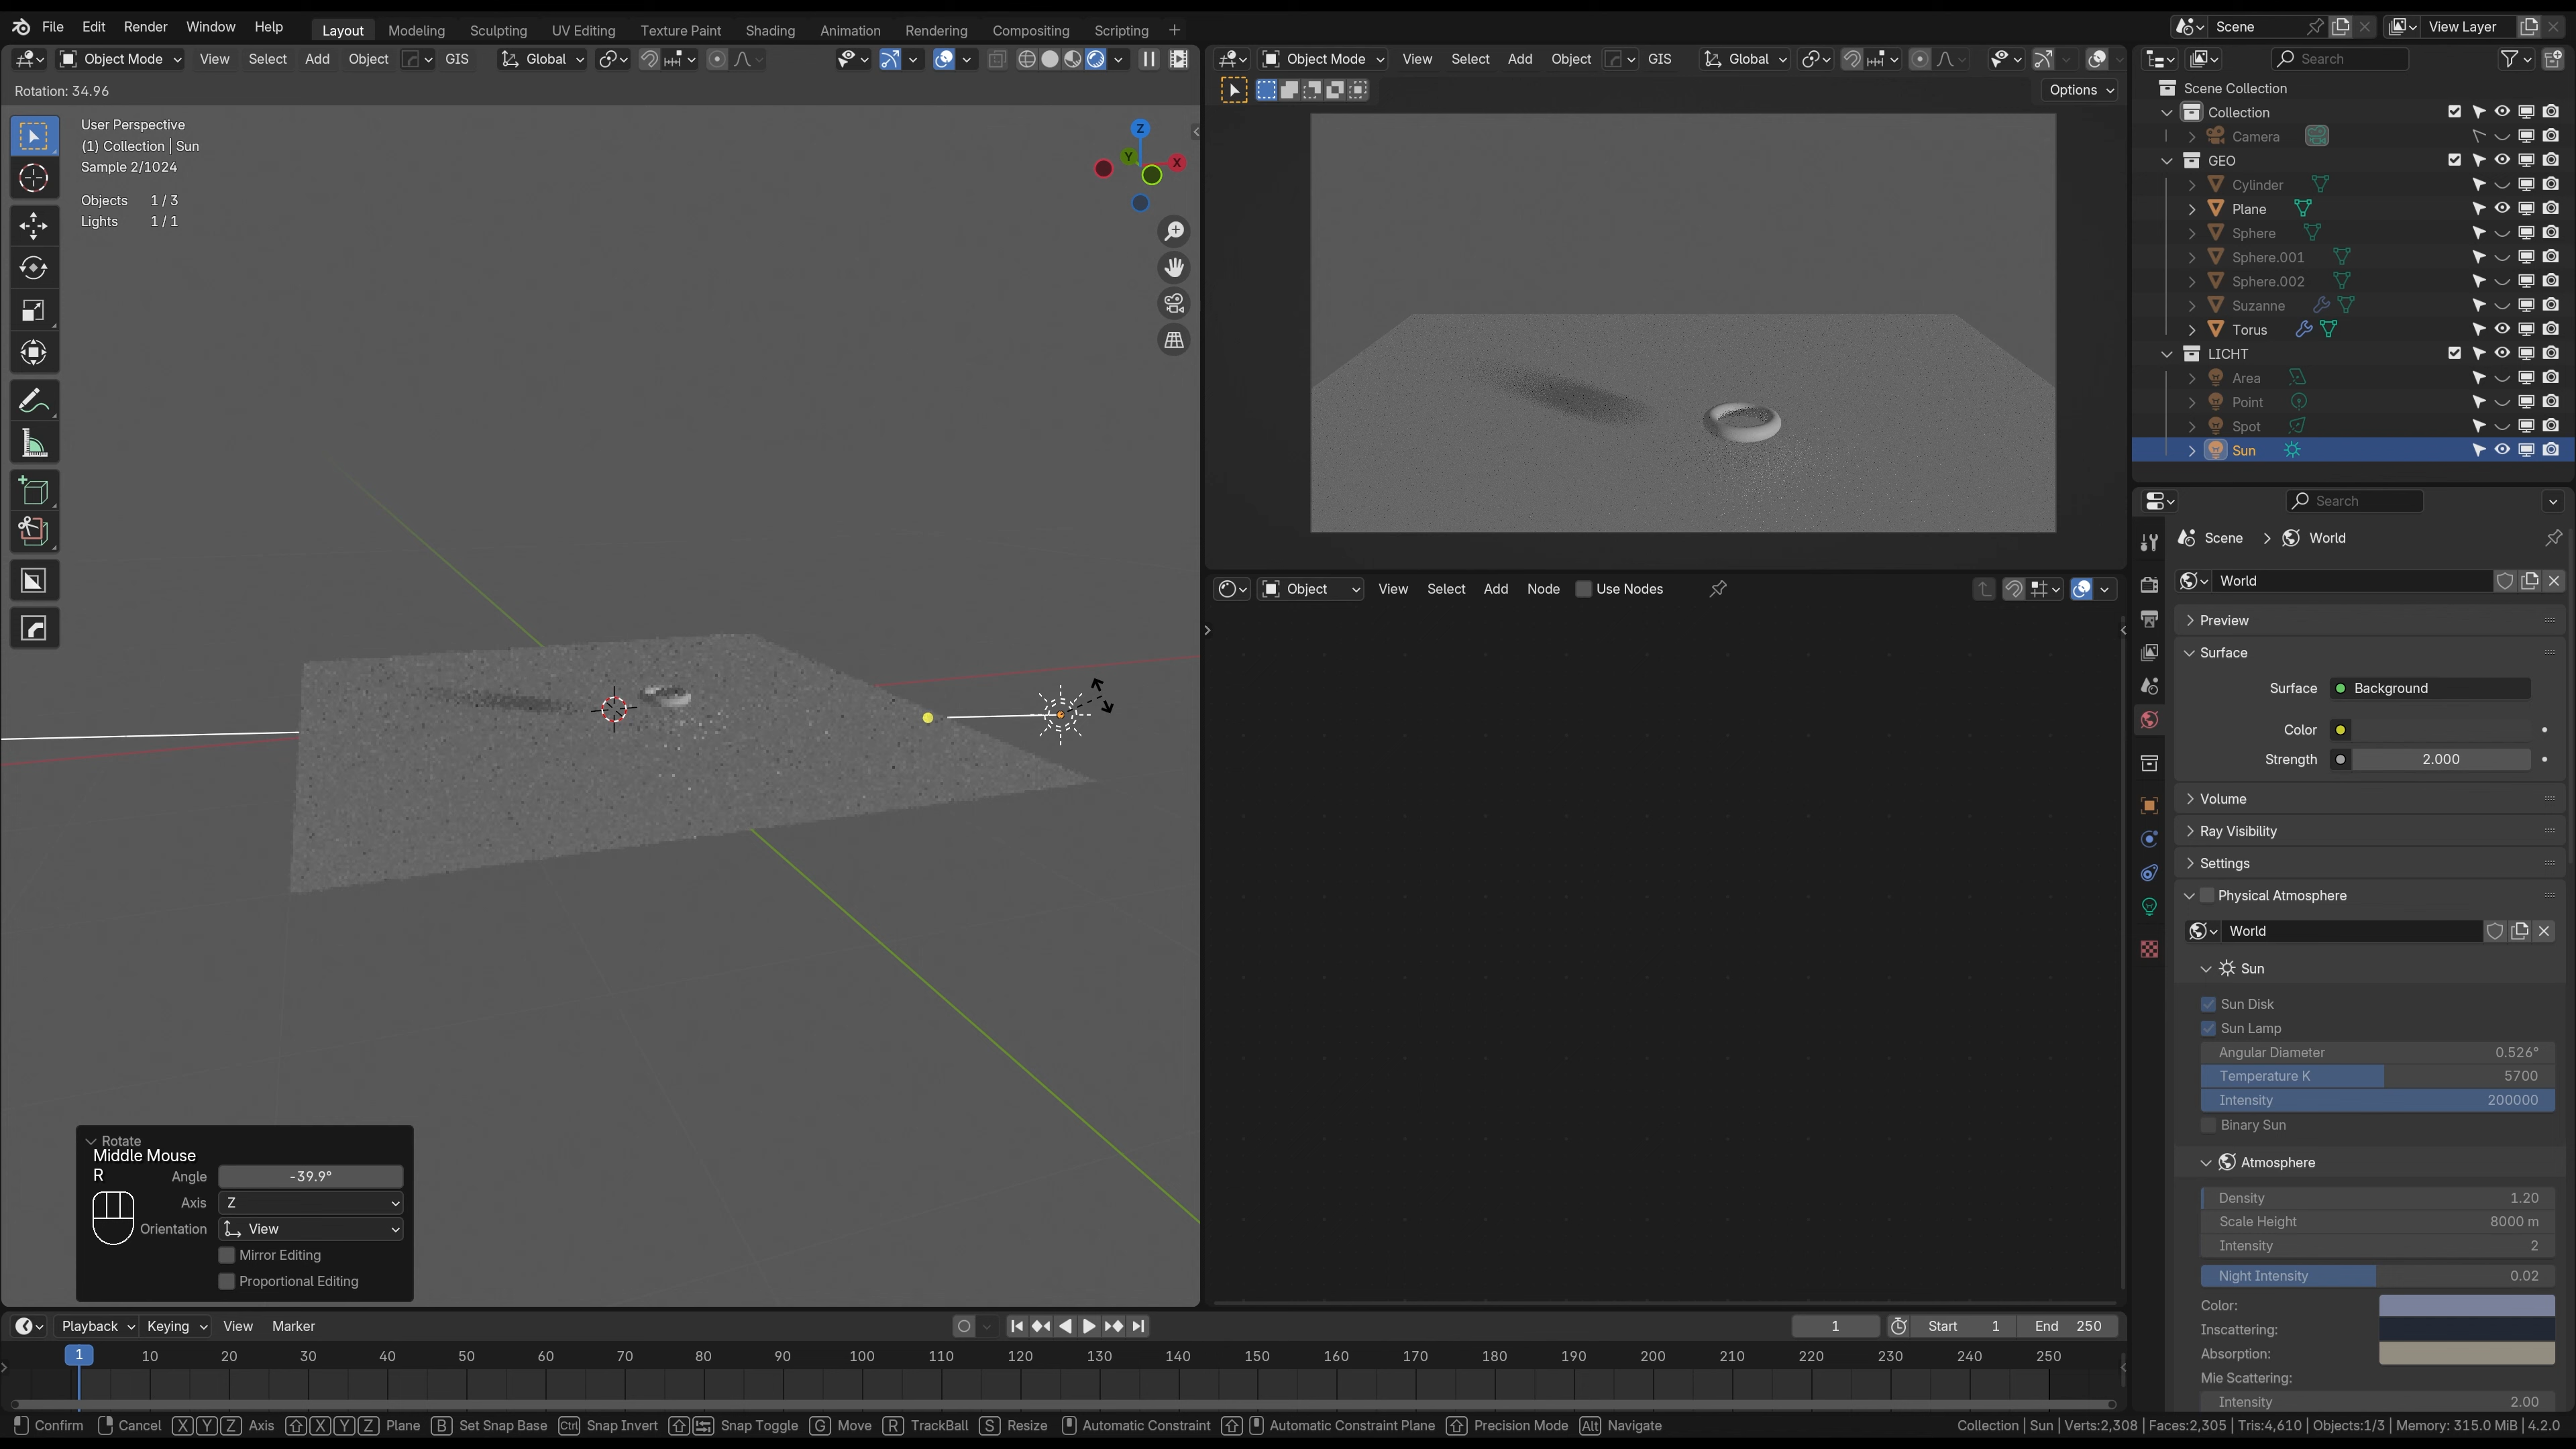 File Edit Render Window Help Layout Modeling Sculpting UV Editing Texture Paint Shading Animation Rendering Compositing Scripting + Scene View Layer
Object Mode View Select Add Object GIS Global
Rotation: 34.96
User Perspective
(1) Collection | Sun
Sample 2/1024
Objects 1 / 3
Lights 1 / 1
Z
Y
X
Rotate
Middle Mouse
R
Angle -39.9°
Axis Z
Orientation View
Mirror Editing
Proportional Editing
Object Mode View Select Add Object GIS Global
Options
Object View Select Add Node Use Nodes
Search
Scene Collection
Collection
Camera
GEO
Cylinder
Plane
Sphere
Sphere.001
Sphere.002
Suzanne
Torus
LICHT
Area
Point
Spot
Sun
Search
Scene > World
World
Preview
Surface
Surface Background
Color
Strength 2.000
Volume
Ray Visibility
Settings
Physical Atmosphere
World
Sun
Sun Disk
Sun Lamp
Angular Diameter 0.526°
Temperature K 5700
Intensity 200000
Binary Sun
Atmosphere
Density 1.20
Scale Height 8000 m
Intensity 2
Night Intensity 0.02
Color:
Inscattering:
Absorption:
Mie Scattering:
Intensity 2.00
Playback Keying View Marker 1 Start 1 End 250
1 10 20 30 40 50 60 70 80 90 100 110 120 130 140 150 160 170 180 190 200 210 220 230 240 250
Confirm Cancel X Y Z Axis X Y Z Plane B Set Snap Base Ctrl Snap Invert Snap Toggle G Move R TrackBall S Resize Automatic Constraint Automatic Constraint Plane Precision Mode Alt Navigate Collection | Sun | Verts:2,308 | Faces:2,305 | Tris:4,610 | Objects:1/3 | Memory: 315.0 MiB | 4.2.0